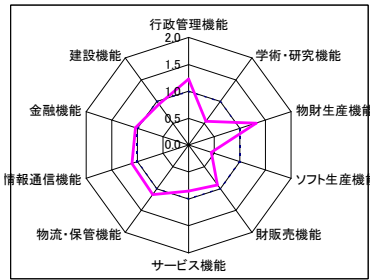 行政管理機能
2.0
建設機能
学術・研究機能
1.5
1.0
金融機能
物財生産機能
0.5
0.0
情報通信機能
ソフト生産機能
物流・保管機能
財販売機能
サービス機能